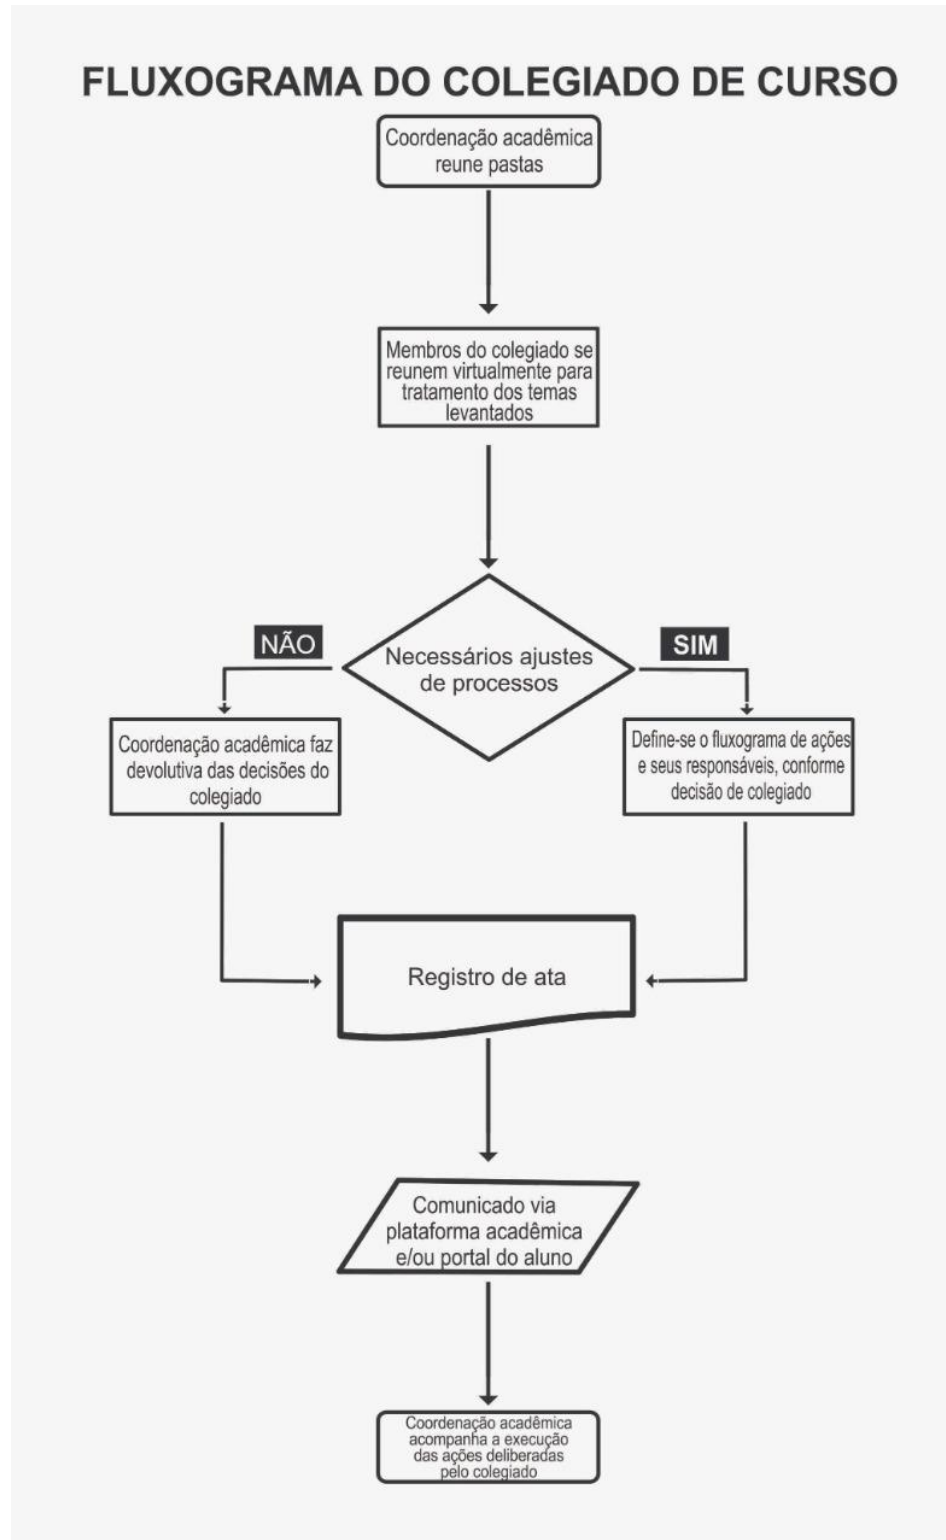 FLUXOGRAMA DO COLEGIADO DE CURSO
Coordenação acadêmica
reune pastas
Membros do colegiado se
reunem virtualmente para
tratamento dos temas
levantados
NÃO
Necessários ajustes
de processos
SIM
Coordenação acadêmica faz
devolutiva das decisões do
colegiado
Define-se o fluxograma de ações
e seus responsáveis, conforme
decisão de colegiado
Registro de ata
Comunicado via
plataforma acadêmica
e/ou portal do aluno
Coordenação acadêmica
acompanha a execução
das ações deliberadas
pelo colegiado